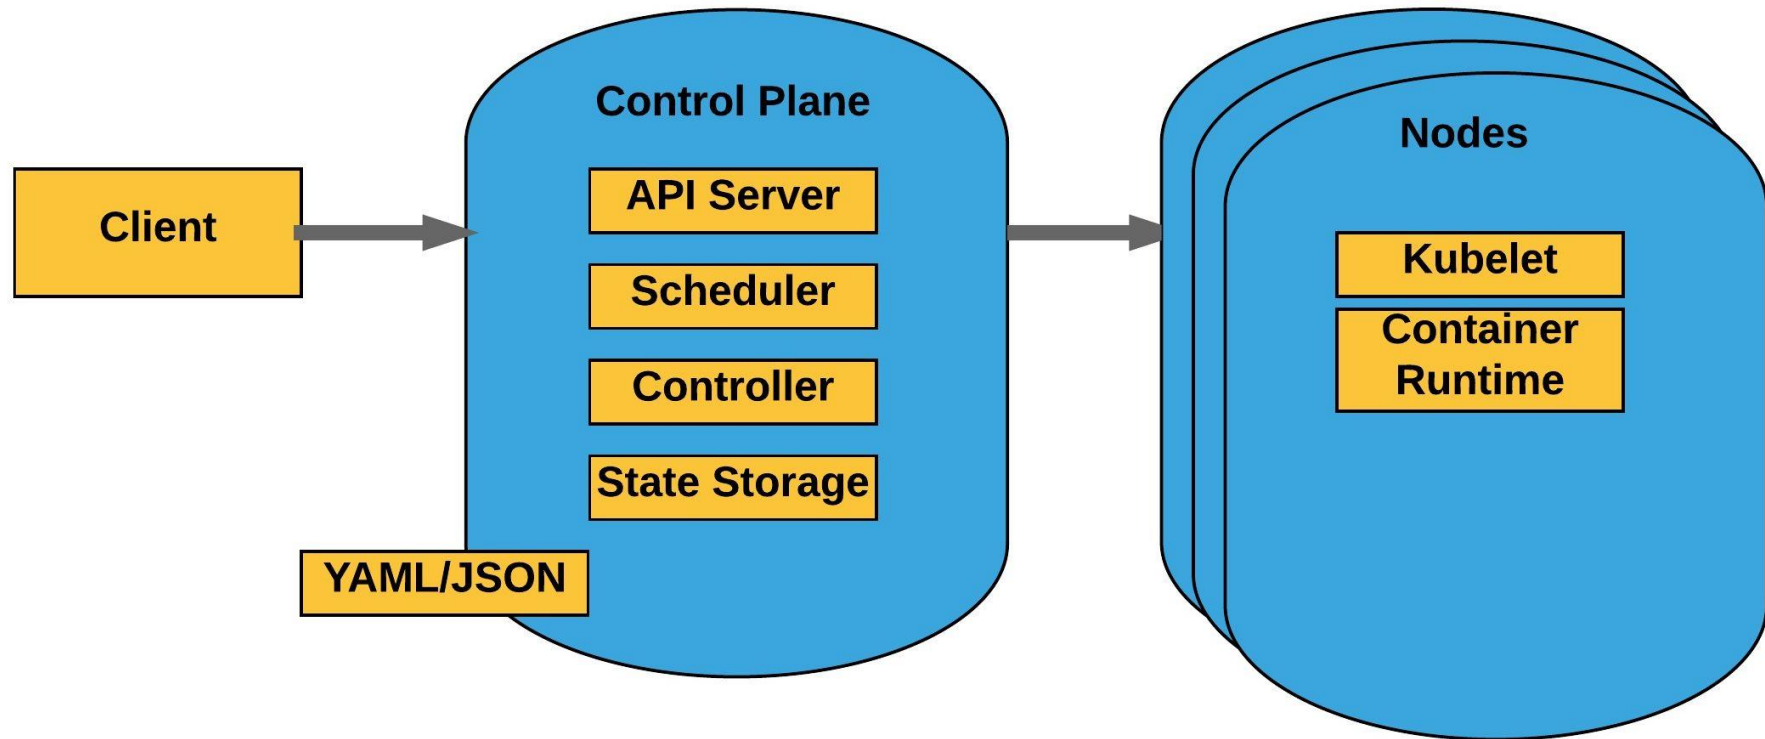 Client
Control Plane
API Server
Scheduler
Controller
State Storage
YAML/JSON
Nodes
Kubelet
Container
Runtime